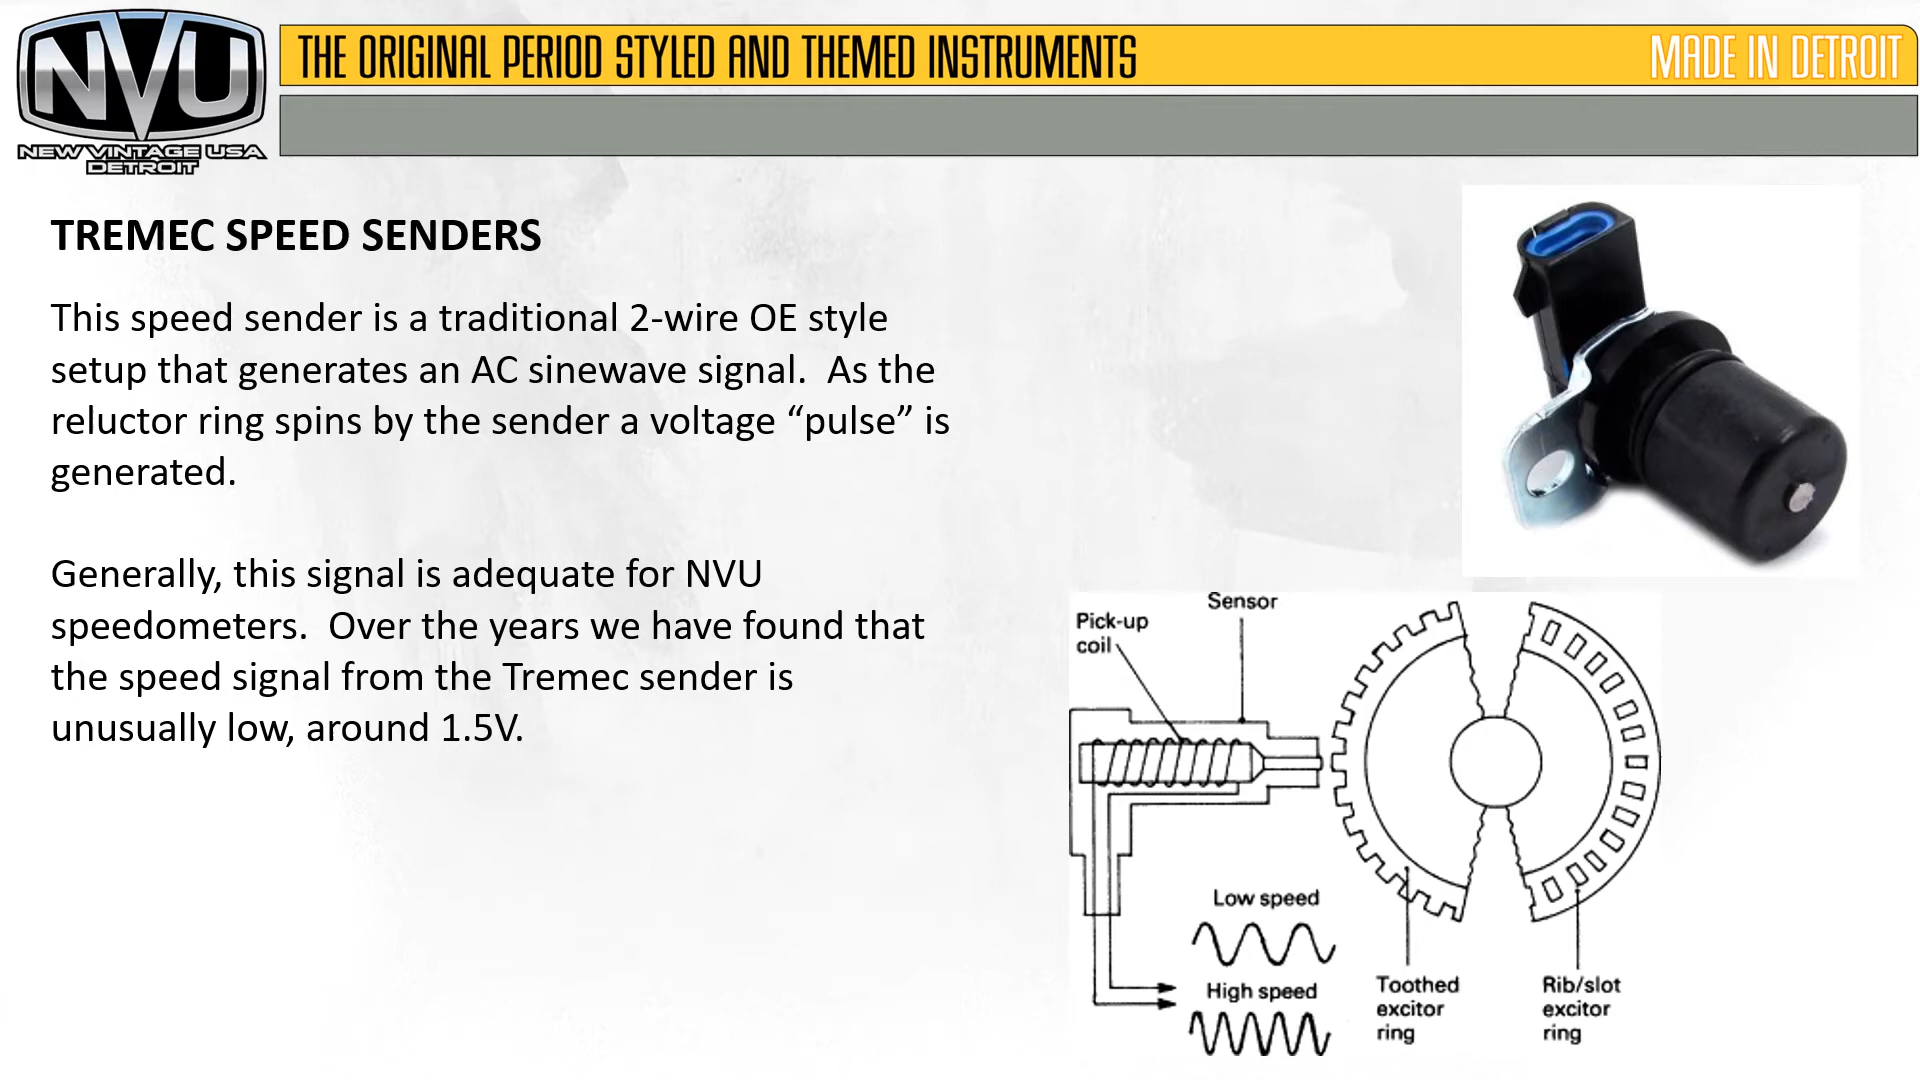 NVU
NEW VINTAGE USA
DETROIT
THE ORIGINAL PERIOD STYLED AND THEMED INSTRUMENTS
MADE IN DETROIT
TREMEC SPEED SENDERS
This speed sender is a traditional 2-wire OE style
setup that generates an AC sinewave signal.  As the
reluctor ring spins by the sender a voltage “pulse” is
generated.
Generally, this signal is adequate for NVU
speedometers.  Over the years we have found that
the speed signal from the Tremec sender is
unusually low, around 1.5V.
Sensor
Pick-up
coil
Low speed
High speed
Toothed
excitor
ring
Rib/slot
excitor
ring